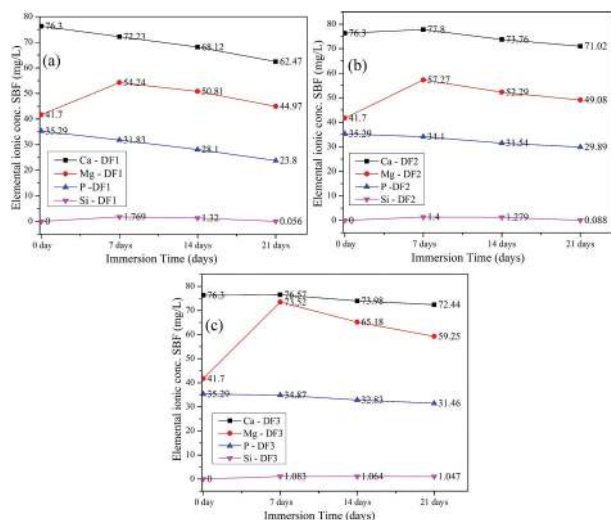 80
70
60
50
40
30
20
10
0
Elemental ionic conc. SBF (mg/L)
(a)
76.3
72.23
68.12
62.47
41.7
54.24
50.81
44.97
35.29
31.83
28.1
23.8
0
1.769
1.32
0.056
Ca - DF1
Mg - DF1
P -DF1
Si - DF1
0 day
7 days
14 days
21 days
Immersion Time (days)
80
70
60
50
40
30
20
10
0
Elemental ionic conc. SBF (mg/L)
(b)
76.3
77.8
73.76
71.02
41.7
57.27
52.29
49.08
35.29
34.1
31.54
29.89
0
1.4
1.279
0.088
Ca - DF2
Mg - DF2
P -DF2
Si - DF2
0 day
7 days
14 days
21 days
Immersion Time (days)
80
70
60
50
40
30
20
10
0
Elemental ionic conc. SBF (mg/L)
(c)
76.3
76.57
73.98
72.44
41.7
73.52
65.18
59.25
35.29
34.87
32.83
31.46
0
1.083
1.064
1.047
Ca - DF3
Mg - DF3
P - DF3
Si - DF3
0 day
7 days
14 days
21 days
Immersion Time (days)